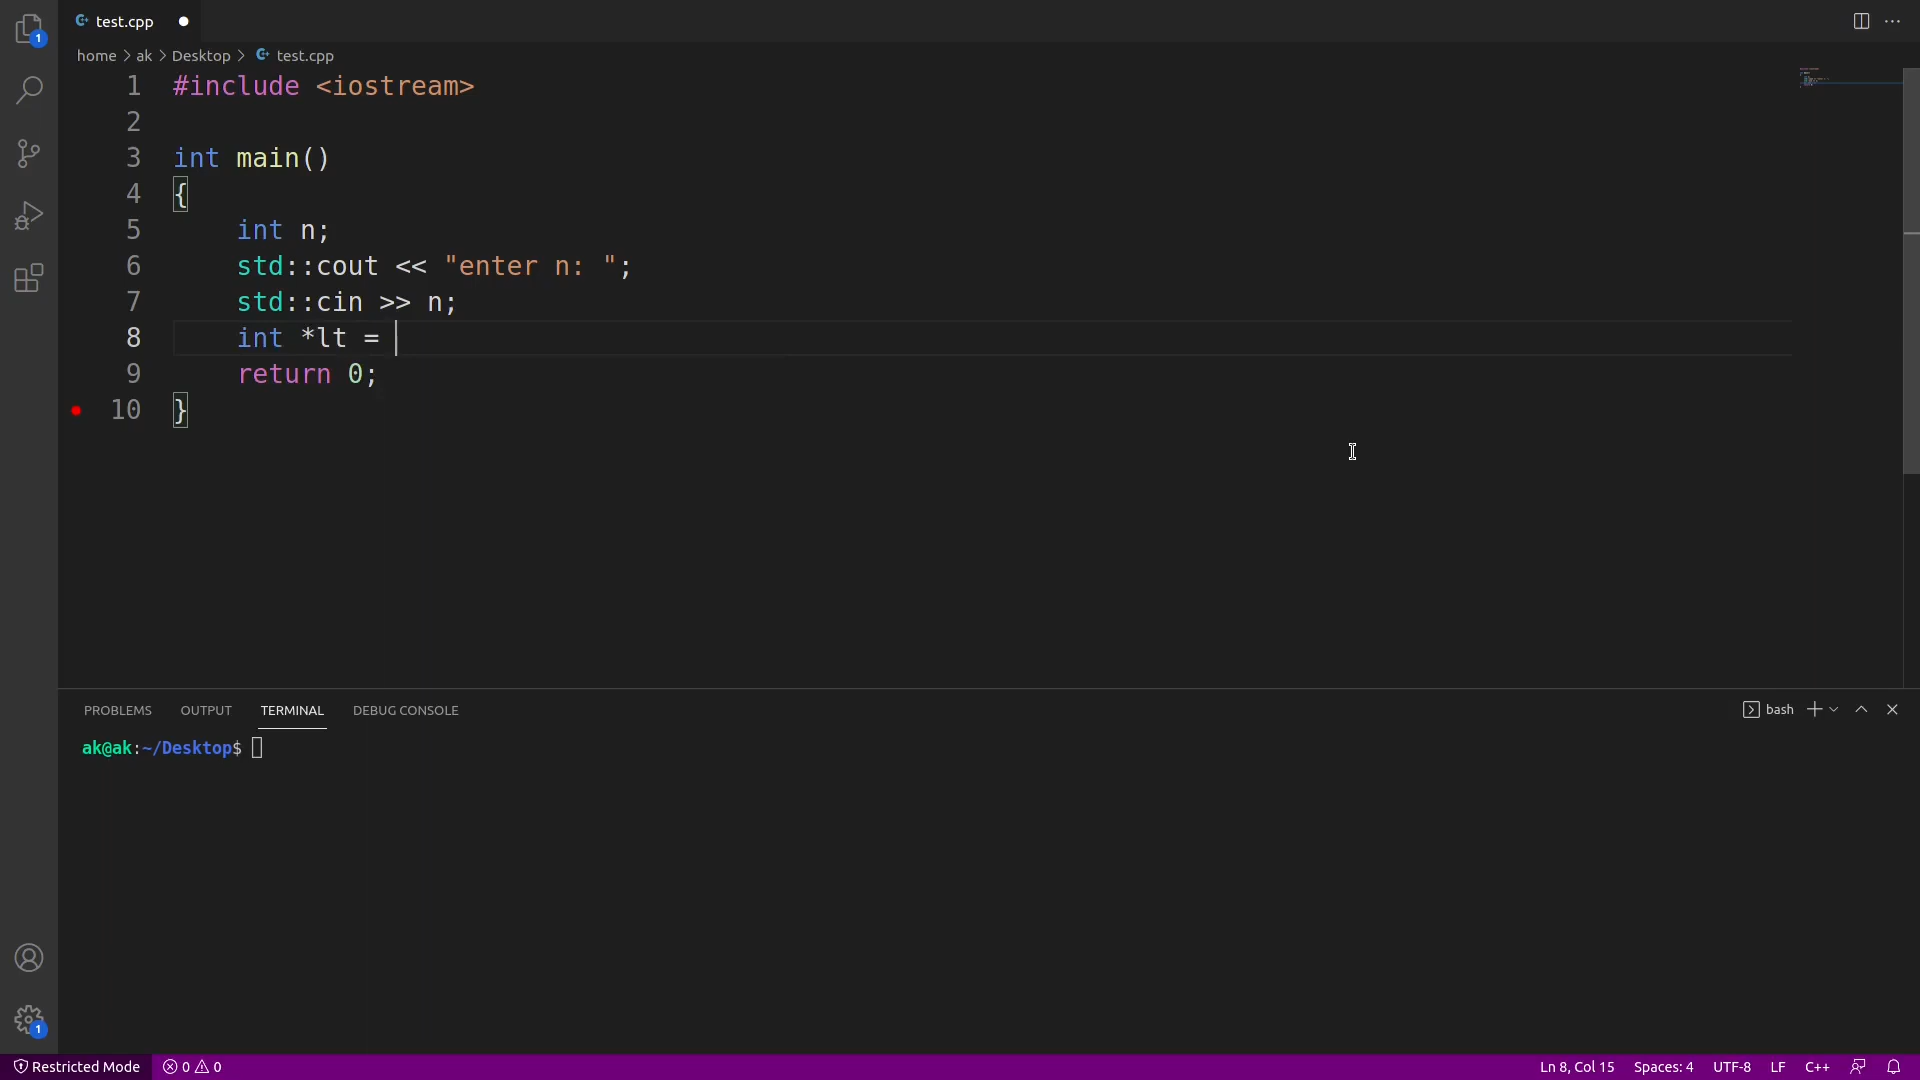 test.cpp
home > ak > Desktop > test.cpp
1 #include <iostream>
2
3 int main()
4 {
5     int n;
6     std::cout << "enter n: ";
7     std::cin >> n;
8     int *lt =
9     return 0;
10 }
PROBLEMS OUTPUT TERMINAL DEBUG CONSOLE bash
ak@ak:~/Desktop$
1
1
Restricted Mode 0 0 Ln 8, Col 15 Spaces: 4 UTF-8 LF C++